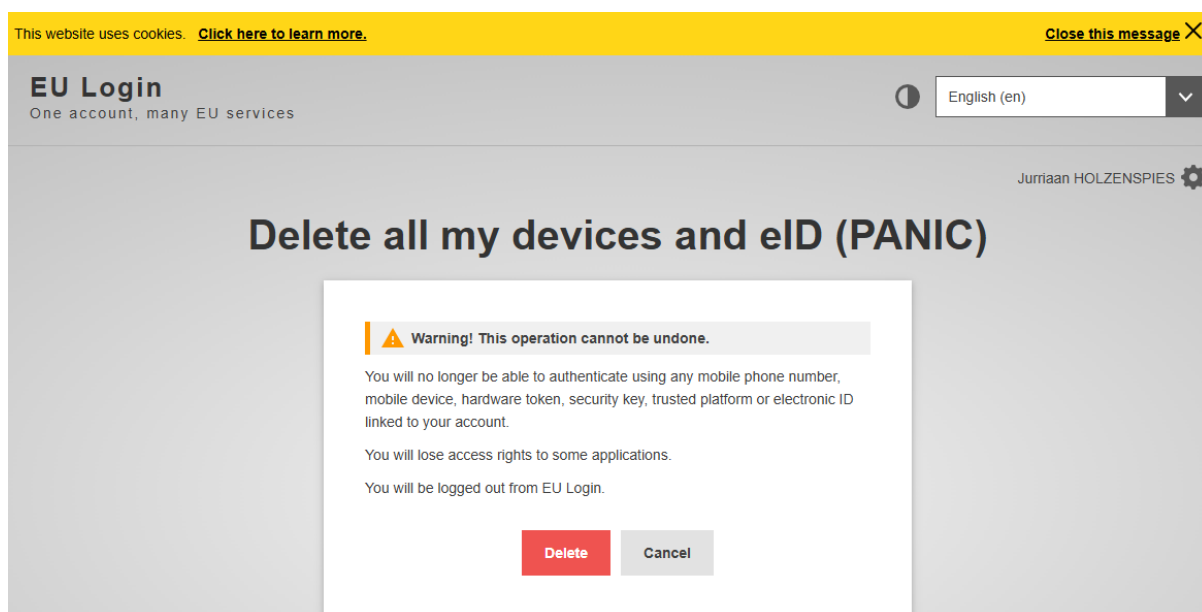 This website uses cookies. Click here to learn more. Close this message
EU Login
One account, many EU services
English (en)
Jurriaan HOLZENSPIES
Delete all my devices and eID (PANIC)
Warning! This operation cannot be undone.
You will no longer be able to authenticate using any mobile phone number,
mobile device, hardware token, security key, trusted platform or electronic ID
linked to your account.
You will lose access rights to some applications.
You will be logged out from EU Login.
Delete Cancel